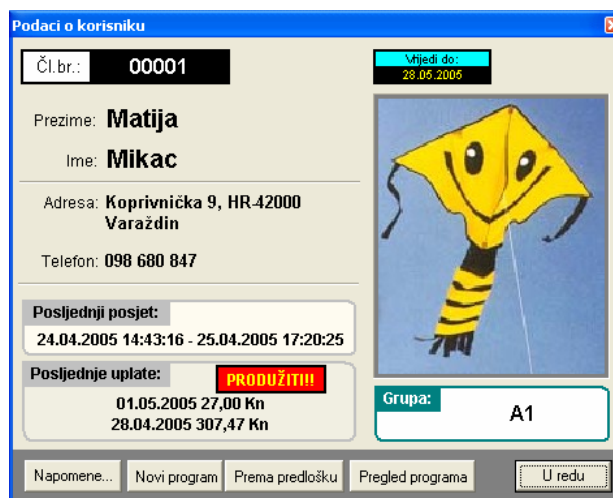 Podaci o korisniku
Čl.br.: 00001
Vrijedi do:
28.05.2005
Prezime: Matija
Ime: Mikac
Adresa: Koprivnička 9, HR-42000
Varaždin
Telefon: 098 680 847
Posljednji posjet:
24.04.2005 14:43:16 - 25.04.2005 17:20:25
Posljednje uplate: PRODUŽITI!!!
01.05.2005 27,00 Kn
28.04.2005 307,47 Kn
Grupa:
A1
Napomene... Novi program Prema predlošku Pregled programa U redu